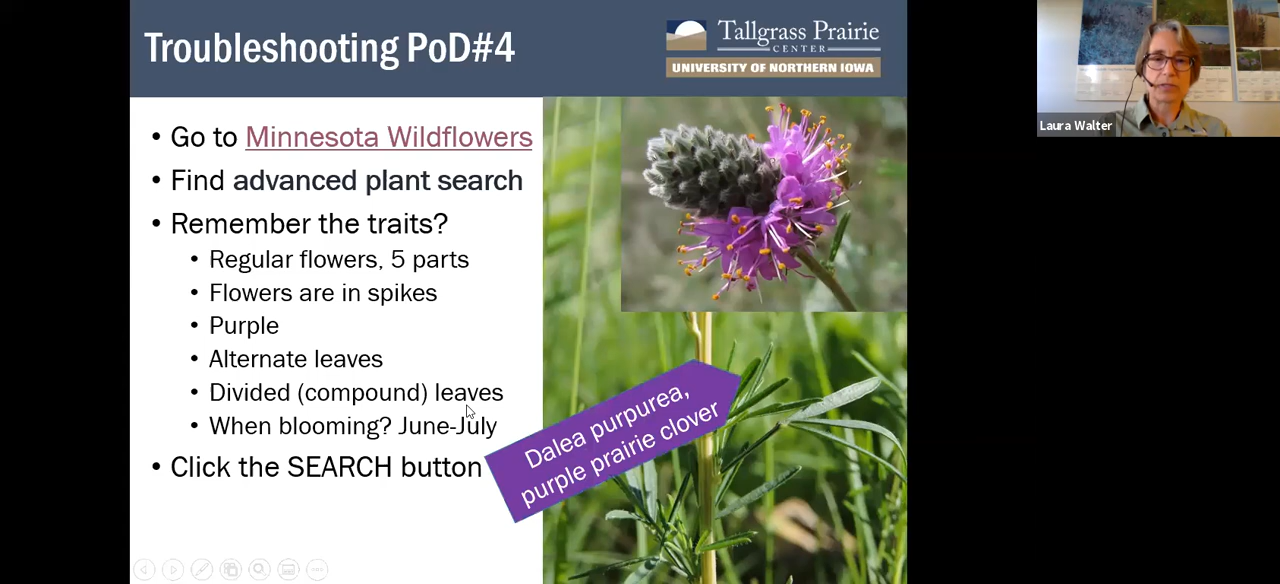 Troubleshooting PoD#4
Tallgrass Prairie
CENTER
UNIVERSITY OF NORTHERN IOWA
Laura Walter
• Go to Minnesota Wildflowers
• Find advanced plant search
• Remember the traits?
• Regular flowers, 5 parts
• Flowers are in spikes
• Purple
• Alternate leaves
• Divided (compound) leaves
• When blooming? June-July
• Click the SEARCH button
Dalea purpurea,
purple prairie clover